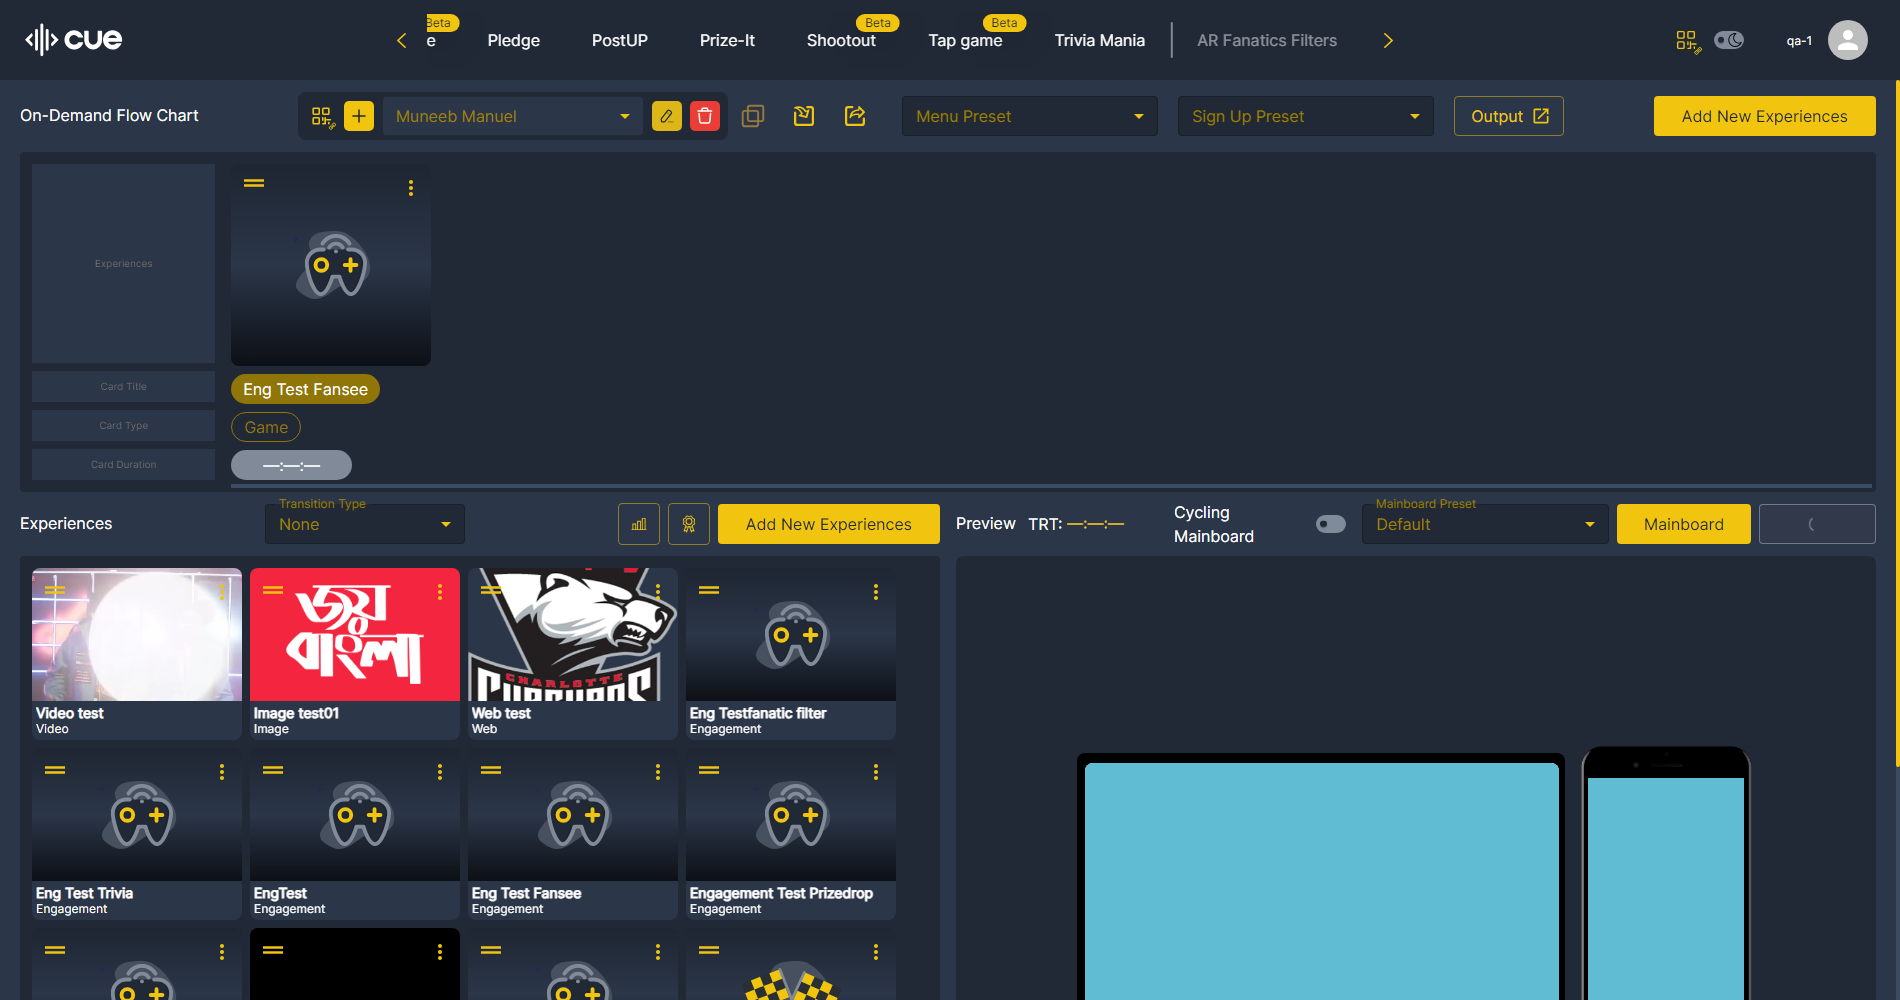 cue
Beta
e
Pledge
PostUP
Prize-It
Beta
Shootout
Beta
Tap game
Trivia Mania
AR Fanatics Filters
qa-1
On-Demand Flow Chart
Muneeb Manuel
Menu Preset
Sign Up Preset
Output
Add New Experiences
Experiences
Card Title
Eng Test Fansee
Card Type
Game
Card Duration
—:—:—
Experiences
Transition Type
None
Add New Experiences
Preview
TRT: —:—:—
Cycling
Mainboard
Mainboard Preset
Default
Mainboard
জয়
বাংলা
CHARLOTTE
Video test
Video
Image test01
Image
Web test
Web
Eng Testfanatic filter
Engagement
Eng Test Trivia
Engagement
EngTest
Engagement
Eng Test Fansee
Engagement
Engagement Test Prizedrop
Engagement